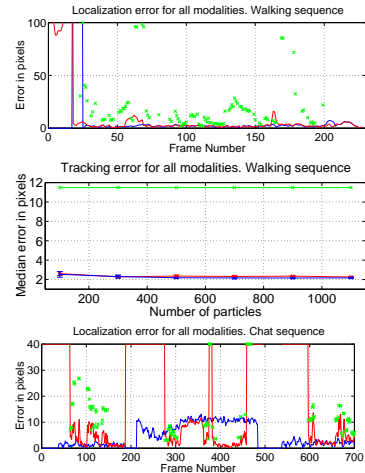 Localization error for all modalities. Walking sequence
100
50
0
Error in pixels
0 50 100 150 200
Frame Number
Tracking error for all modalities. Walking sequence
12
10
8
6
4
2
Median error in pixels
200 400 600 800 1000
Number of particles
Localization error for all modalities. Chat sequence
40
30
20
10
0
Error in pixels
0 100 200 300 400 500 600 700
Frame Number